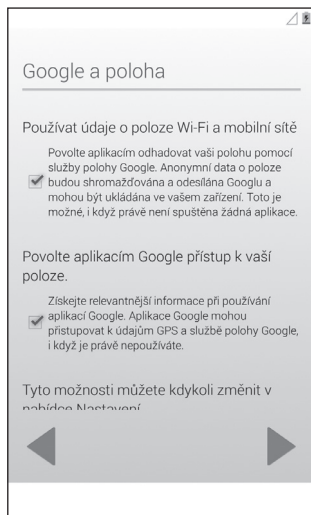 Google a poloha
Používat údaje o poloze Wi-Fi a mobilní sítě
Povolte aplikacím odhadovat vaši polohu pomocí
služby polohy Google. Anonymní data o poloze
budou shromažďována a odesílána Googlu a
mohou být ukládána ve vašem zařízení. Toto je
možné, i když právě není spuštěna žádná aplikace.
Povolte aplikacím Google přístup k vaší
poloze.
Získejte relevantnější informace při používání
aplikací Google. Aplikace Google mohou
přistupovat k údajům GPS a službě polohy Google,
i když je právě nepoužíváte.
Tyto možnosti můžete kdykoli změnit v
nabídce Nastavení